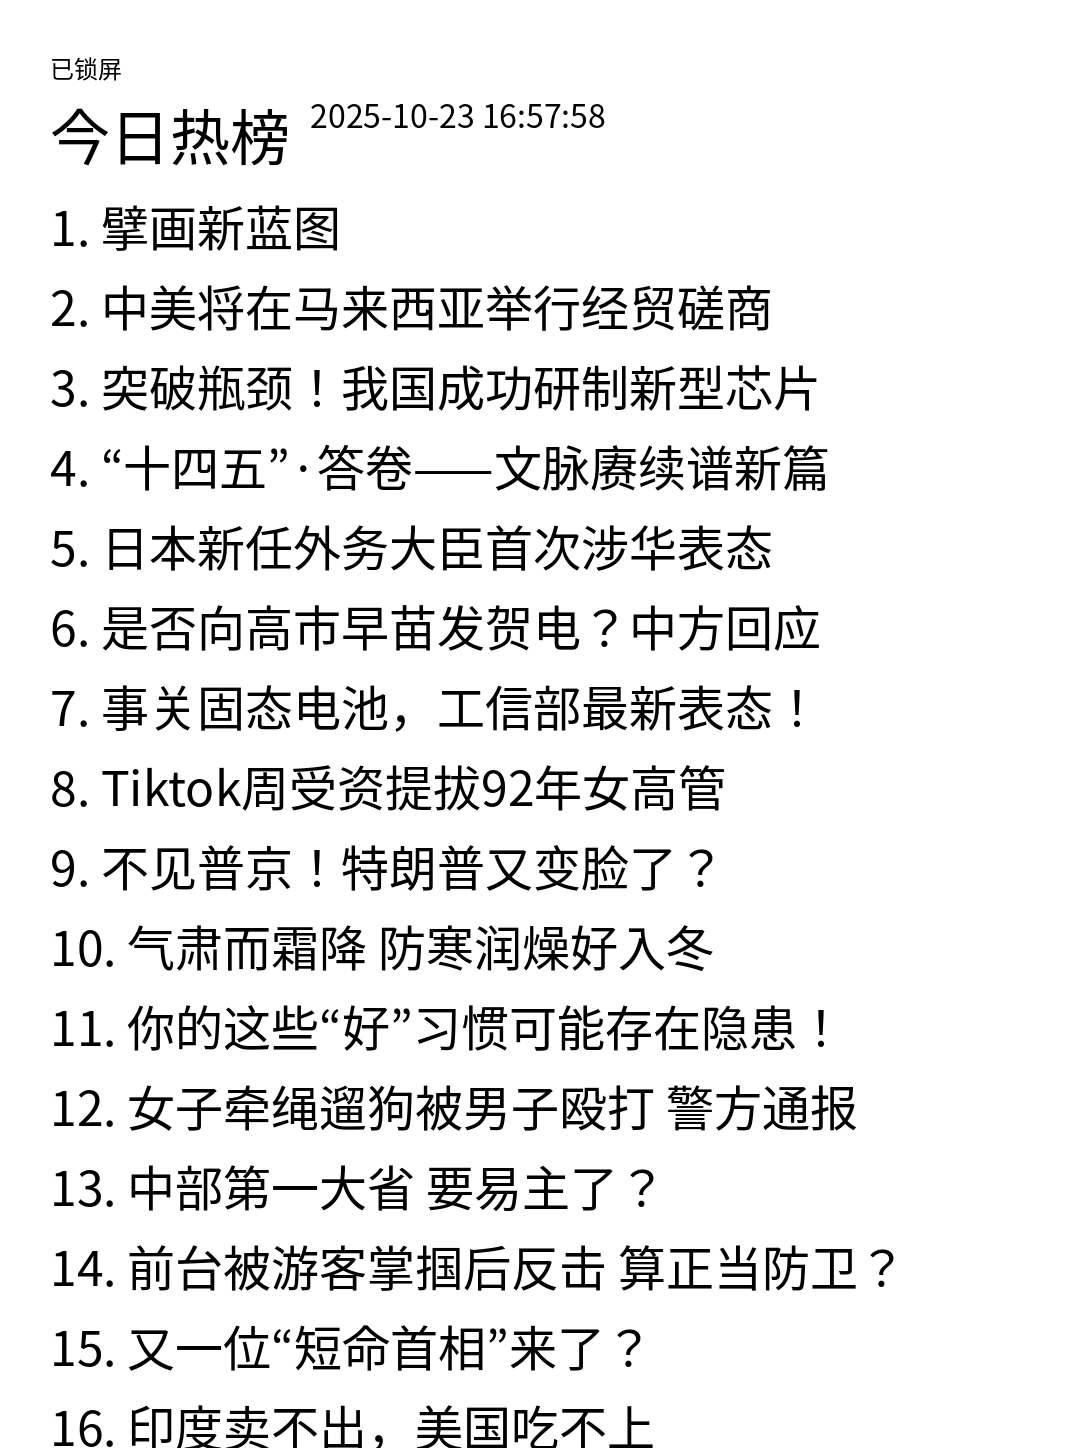 已锁屏
今日热榜 2025-10-23 16:57:58
1. 擘画新蓝图
2. 中美将在马来西亚举行经贸磋商
3. 突破瓶颈！我国成功研制新型芯片
4. “十四五”·答卷——文脉赓续谱新篇
5. 日本新任外务大臣首次涉华表态
6. 是否向高市早苗发贺电？中方回应
7. 事关固态电池，工信部最新表态！
8. Tiktok周受资提拔92年女高管
9. 不见普京！特朗普又变脸了？
10. 气肃而霜降 防寒润燥好入冬
11. 你的这些“好”习惯可能存在隐患！
12. 女子牵绳遛狗被男子殴打 警方通报
13. 中部第一大省 要易主了？
14. 前台被游客掌掴后反击 算正当防卫？
15. 又一位“短命首相”来了？
16. 印度卖不出，美国吃不上